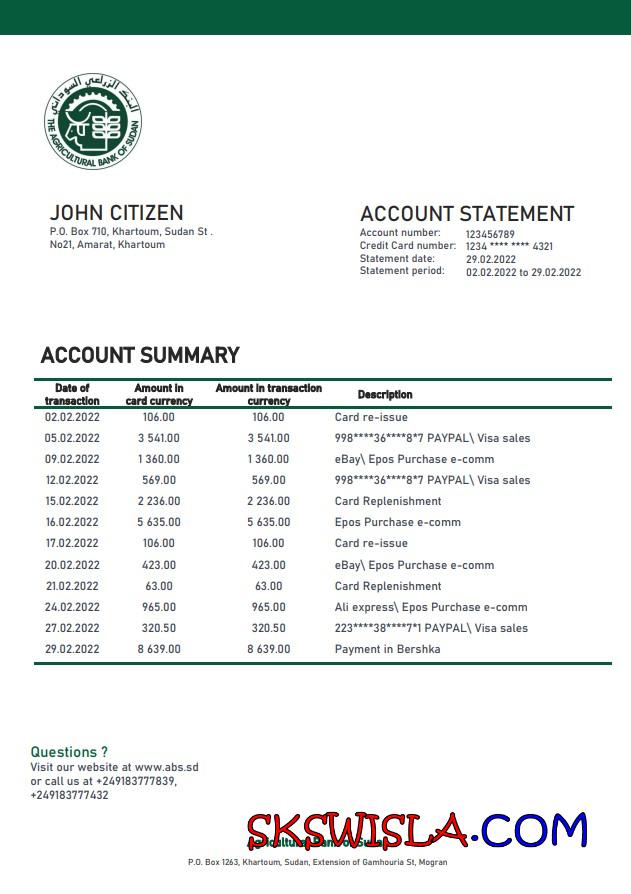 البنك الزراعي السوداني
THE AGRICULTURAL BANK OF SUDAN
JOHN CITIZEN
P.O. Box 710, Khartoum, Sudan St .
No21, Amarat, Khartoum
ACCOUNT STATEMENT
Account number: 123456789
Credit Card number: 1234 **** **** 4321
Statement date: 29.02.2022
Statement period: 02.02.2022 to 29.02.2022
ACCOUNT SUMMARY
Date of transaction Amount in card currency Amount in transaction currency Description
02.02.2022 106.00 106.00 Card re-issue
05.02.2022 3 541.00 3 541.00 998****36****8*7 PAYPAL\ Visa sales
09.02.2022 1 360.00 1 360.00 eBay\ Epos Purchase e-comm
12.02.2022 569.00 569.00 998****36****8*7 PAYPAL\ Visa sales
15.02.2022 2 236.00 2 236.00 Card Replenishment
16.02.2022 5 635.00 5 635.00 Epos Purchase e-comm
17.02.2022 106.00 106.00 Card re-issue
20.02.2022 423.00 423.00 eBay\ Epos Purchase e-comm
21.02.2022 63.00 63.00 Card Replenishment
24.02.2022 965.00 965.00 Ali express\ Epos Purchase e-comm
27.02.2022 320.50 320.50 223****38****7*1 PAYPAL\ Visa sales
29.02.2022 8 639.00 8 639.00 Payment in Bershka
Questions ?
Visit our website at www.abs.sd
or call us at +249183777839,
+249183777432
SKSWISLA.COM
Agricultural Bank of Sudan
P.O. Box 1263, Khartoum, Sudan, Extension of Gamhouria St, Mogran